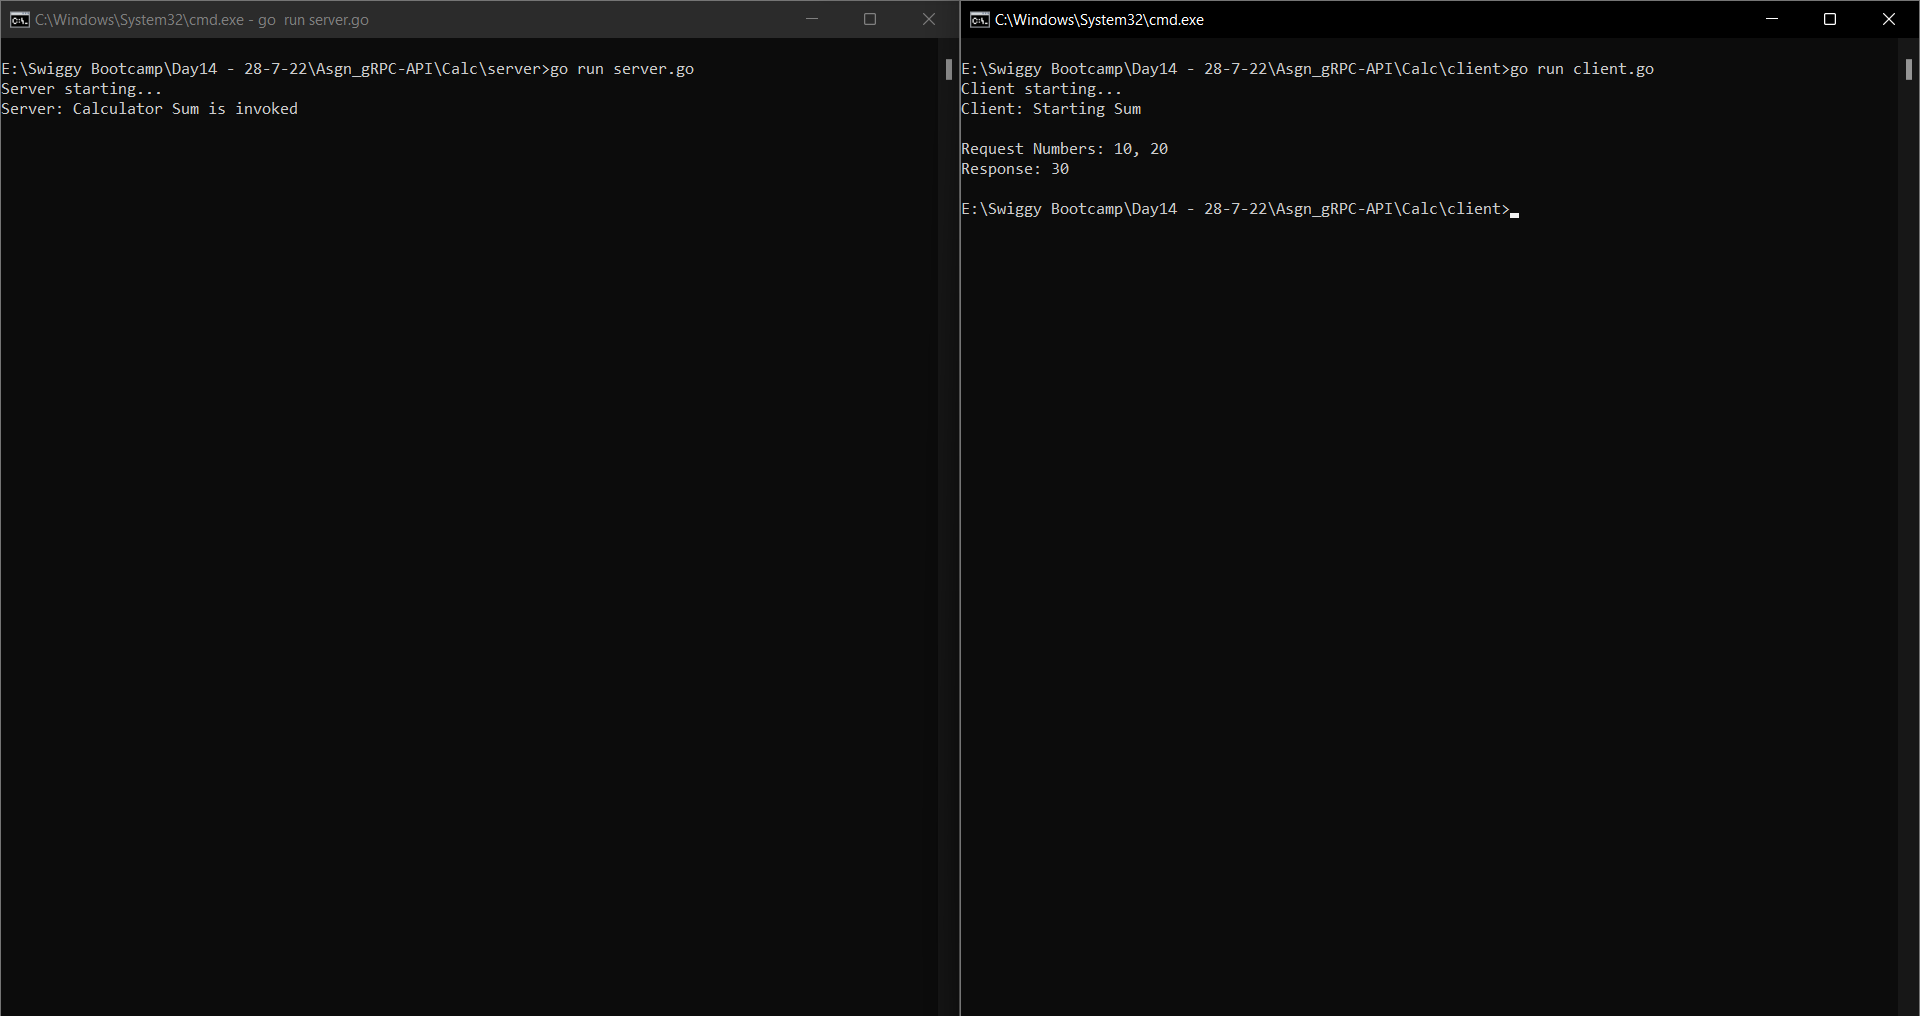 C:\Windows\System32\cmd.exe - go  run server.go
E:\Swiggy Bootcamp\Day14 - 28-7-22\Asgn_gRPC-API\Calc\server>go run server.go
Server starting...
Server: Calculator Sum is invoked
C:\Windows\System32\cmd.exe
E:\Swiggy Bootcamp\Day14 - 28-7-22\Asgn_gRPC-API\Calc\client>go run client.go
Client starting...
Client: Starting Sum
Request Numbers: 10, 20
Response: 30
E:\Swiggy Bootcamp\Day14 - 28-7-22\Asgn_gRPC-API\Calc\client>